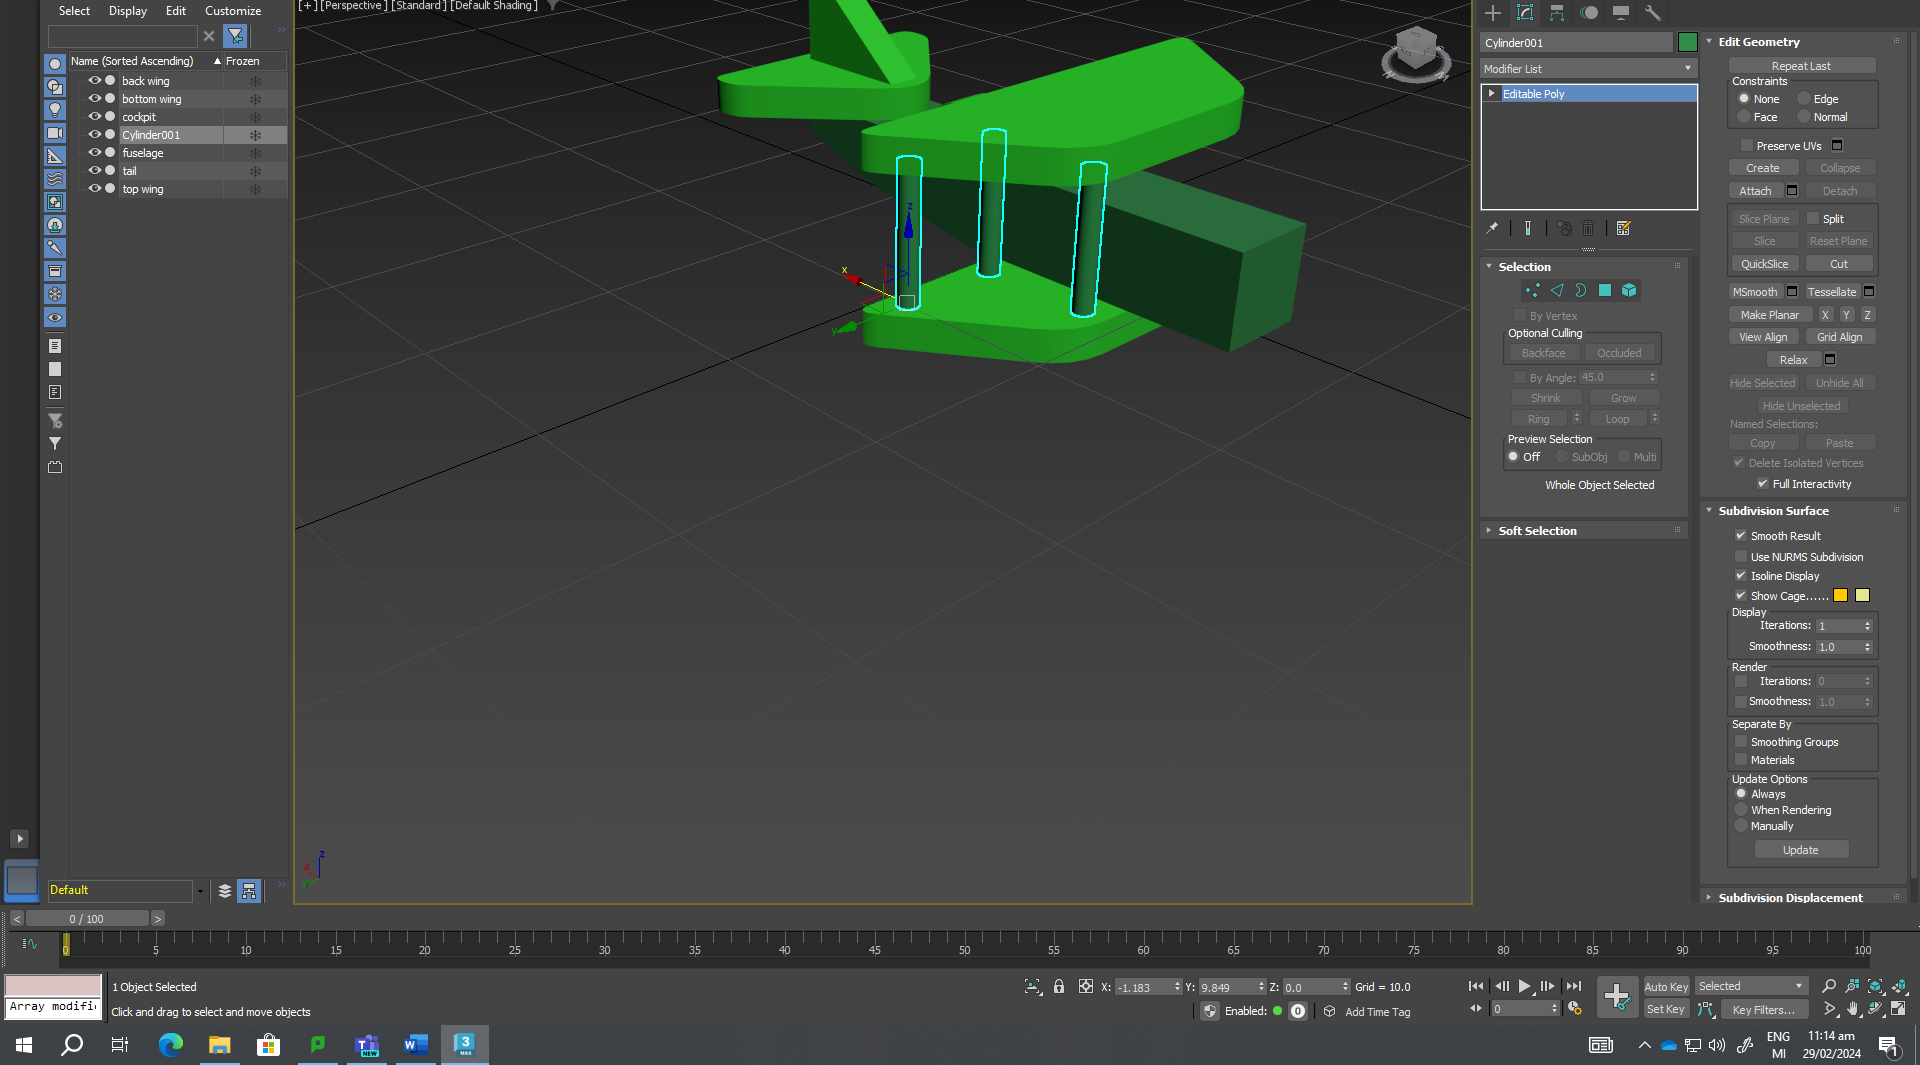 Select Display Edit Customize
Name (Sorted Ascending) Frozen
back wing
bottom wing
cockpit
Cylinder001
fuselage
tail
top wing
Default
[+] [Perspective] [Standard] [Default Shading]
x
y
z
z
x
y
Cylinder001
Modifier List
Editable Poly
Selection
By Vertex
Optional Culling
Backface Occluded
By Angle: 45.0
Shrink Grow
Ring Loop
Preview Selection
Off SubObj Multi
Whole Object Selected
Soft Selection
Edit Geometry
Repeat Last
Constraints
None Edge
Face Normal
Preserve UVs
Create Collapse
Attach Detach
Slice Plane Split
Slice Reset Plane
QuickSlice Cut
MSmooth Tessellate
Make Planar X Y Z
View Align Grid Align
Relax
Hide Selected Unhide All
Hide Unselected
Named Selections:
Copy Paste
Delete Isolated Vertices
Full Interactivity
Subdivision Surface
Smooth Result
Use NURMS Subdivision
Isoline Display
Show Cage......
Display
Iterations: 1
Smoothness: 1.0
Render
Iterations: 0
Smoothness: 1.0
Separate By
Smoothing Groups
Materials
Update Options
Always
When Rendering
Manually
Update
Subdivision Displacement
< 0 / 100 >
0 5 10 15 20 25 30 35 40 45 50 55 60 65 70 75 80 85 90 95 100
Array modifi
1 Object Selected
Click and drag to select and move objects
X: -1.183 Y: 9.849 Z: 0.0 Grid = 10.0
Enabled: 0 Add Time Tag
0
Auto Key Selected
Set Key Key Filters...
NEW
W
3
MAX
ENG
MI
11:14 am
29/02/2024
1